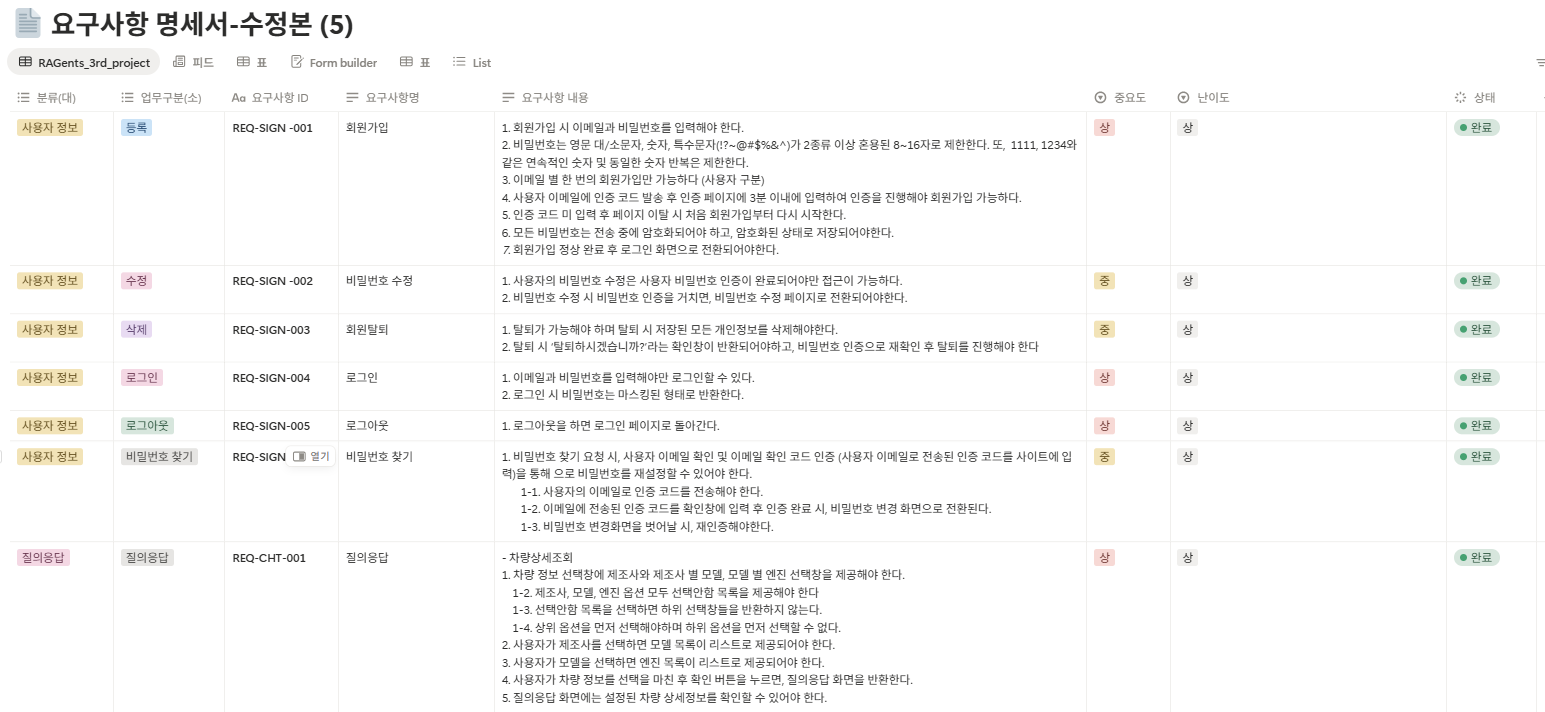 요구사항 명세서-수정본 (5)
RAGents_3rd_project 피드 표 Form builder 표 List
분류(대) 업무구분(소) Aa 요구사항 ID 요구사항명 요구사항 내용 중요도 난이도 상태
사용자 정보 등록 REQ-SIGN -001 회원가입 1. 회원가입 시 이메일과 비밀번호를 입력해야 한다. 상 상 완료
2. 비밀번호는 영문 대/소문자, 숫자, 특수문자(!?~@#$%&^)가 2종류 이상 혼용된 8~16자로 제한한다. 또, 1111, 1234와
같은 연속적인 숫자 및 동일한 숫자 반복은 제한한다.
3. 이메일 별 한 번의 회원가입만 가능하다 (사용자 구분)
4. 사용자 이메일에 인증 코드 발송 후 인증 페이지에 3분 이내에 입력하여 인증을 진행해야 회원가입 가능하다.
5. 인증 코드 미 입력 후 페이지 이탈 시 처음 회원가입부터 다시 시작한다.
6. 모든 비밀번호는 전송 중에 암호화되어야 하고, 암호화된 상태로 저장되어야한다.
7. 회원가입 정상 완료 후 로그인 화면으로 전환되어야한다.
사용자 정보 수정 REQ-SIGN -002 비밀번호 수정 1. 사용자의 비밀번호 수정은 사용자 비밀번호 인증이 완료되어야만 접근이 가능하다. 중 상 완료
2. 비밀번호 수정 시 비밀번호 인증을 거치면, 비밀번호 수정 페이지로 전환되어야한다.
사용자 정보 삭제 REQ-SIGN-003 회원탈퇴 1. 탈퇴가 가능해야 하며 탈퇴 시 저장된 모든 개인정보를 삭제해야한다. 중 상 완료
2. 탈퇴 시 ‘탈퇴하시겠습니까?’라는 확인창이 반환되어야하고, 비밀번호 인증으로 재확인 후 탈퇴를 진행해야 한다
사용자 정보 로그인 REQ-SIGN-004 로그인 1. 이메일과 비밀번호를 입력해야만 로그인할 수 있다. 상 상 완료
2. 로그인 시 비밀번호는 마스킹된 형태로 반환한다.
사용자 정보 로그아웃 REQ-SIGN-005 로그아웃 1. 로그아웃을 하면 로그인 페이지로 돌아간다. 상 상 완료
사용자 정보 비밀번호 찾기 REQ-SIGN 열기 비밀번호 찾기 1. 비밀번호 찾기 요청 시, 사용자 이메일 확인 및 이메일 확인 코드 인증 (사용자 이메일로 전송된 인증 코드를 사이트에 입 중 상 완료
력)을 통해 으로 비밀번호를 재설정할 수 있어야 한다.
1-1. 사용자의 이메일로 인증 코드를 전송해야 한다.
1-2. 이메일에 전송된 인증 코드를 확인창에 입력 후 인증 완료 시, 비밀번호 변경 화면으로 전환된다.
1-3. 비밀번호 변경화면을 벗어날 시, 재인증해야한다.
질의응답 질의응답 REQ-CHT-001 질의응답 - 차량상세조회 상 상 완료
1. 차량 정보 선택창에 제조사와 제조사 별 모델, 모델 별 엔진 선택창을 제공해야 한다.
1-2. 제조사, 모델, 엔진 옵션 모두 선택안함 목록을 제공해야 한다
1-3. 선택안함 목록을 선택하면 하위 선택창들을 반환하지 않는다.
1-4. 상위 옵션을 먼저 선택해야하며 하위 옵션을 먼저 선택할 수 없다.
2. 사용자가 제조사를 선택하면 모델 목록이 리스트로 제공되어야 한다.
3. 사용자가 모델을 선택하면 엔진 목록이 리스트로 제공되어야 한다.
4. 사용자가 차량 정보를 선택을 마친 후 확인 버튼을 누르면, 질의응답 화면을 반환한다.
5. 질의응답 화면에는 설정된 차량 상세정보를 확인할 수 있어야 한다.